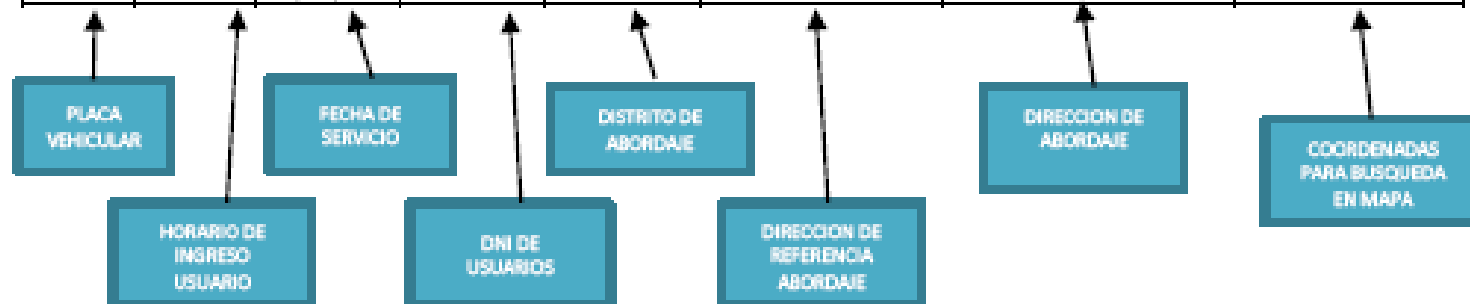 PLACA
VEHICULAR
FECHA DE
SERVICIO
DISTRITO DE
ABORDAJE
DIRECCION DE
ABORDAJE
COORDENADAS
PARA BUSQUEDA
EN MAPA
HORARIO DE
INGRESO
USUARIO
DNI DE
USUARIOS
DIRECCION DE
REFERENCIA
ABORDAJE